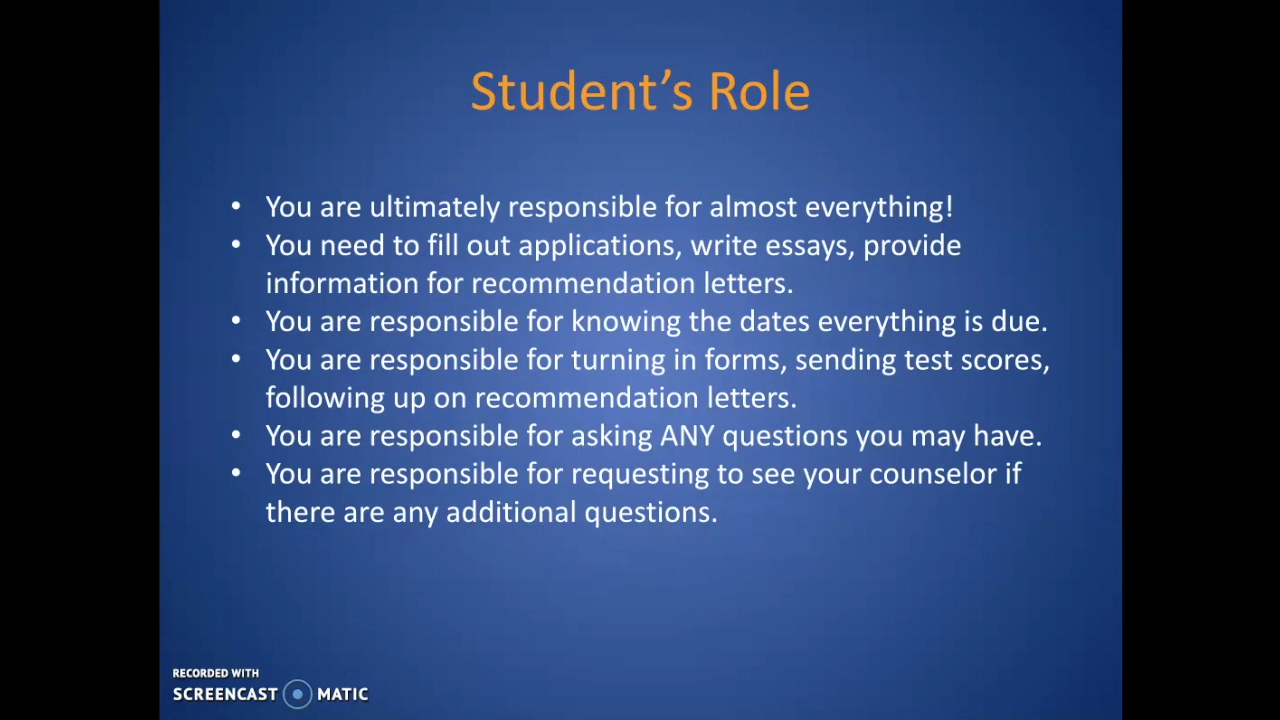 Student’s Role
• You are ultimately responsible for almost everything!
• You need to fill out applications, write essays, provide
information for recommendation letters.
• You are responsible for knowing the dates everything is due.
• You are responsible for turning in forms, sending test scores,
following up on recommendation letters.
• You are responsible for asking ANY questions you may have.
• You are responsible for requesting to see your counselor if
there are any additional questions.
RECORDED WITH
SCREENCAST MATIC